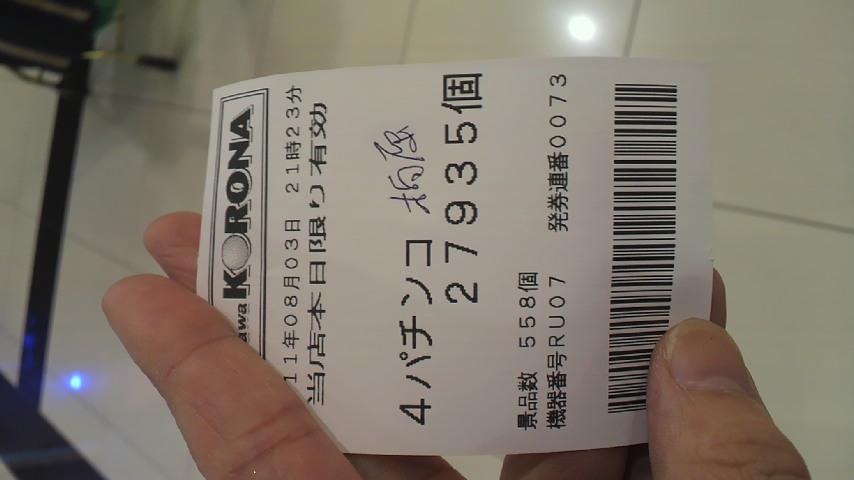 awa KORONA
11年08月03日 21時23分
当店本日限り有効
4パチンコ
27935個
景品数 558個
機器番号RU07 発券連番0073